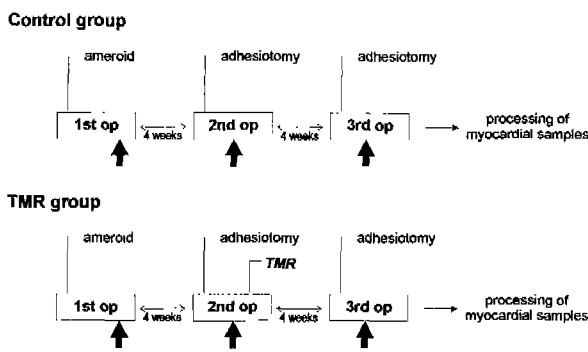 Control group
ameroid adhesiotomy adhesiotomy
1st op 4 weeks 2nd op 4 weeks 3rd op
processing of
myocardial samples
TMR group
ameroid adhesiotomy adhesiotomy
TMR
1st op 4 weeks 2nd op 4 weeks 3rd op
processing of
myocardial samples